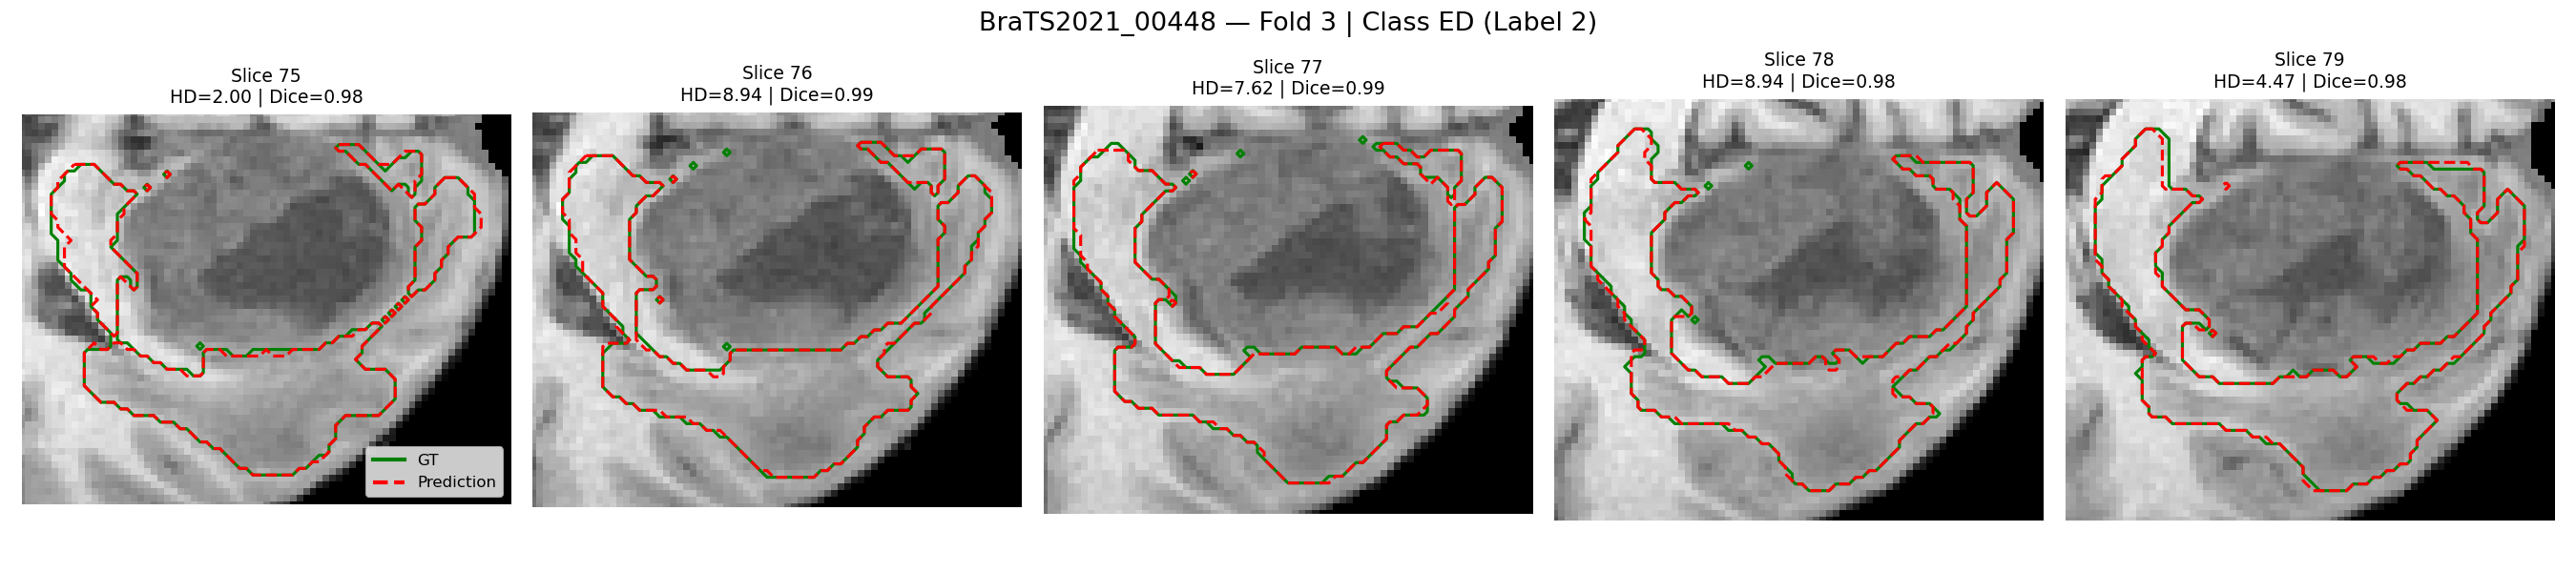 BraTS2021_00448 — Fold 3 | Class ED (Label 2)
Slice 75
HD=2.00 | Dice=0.98
Slice 76
HD=8.94 | Dice=0.99
Slice 77
HD=7.62 | Dice=0.99
Slice 78
HD=8.94 | Dice=0.98
Slice 79
HD=4.47 | Dice=0.98
GT
Prediction